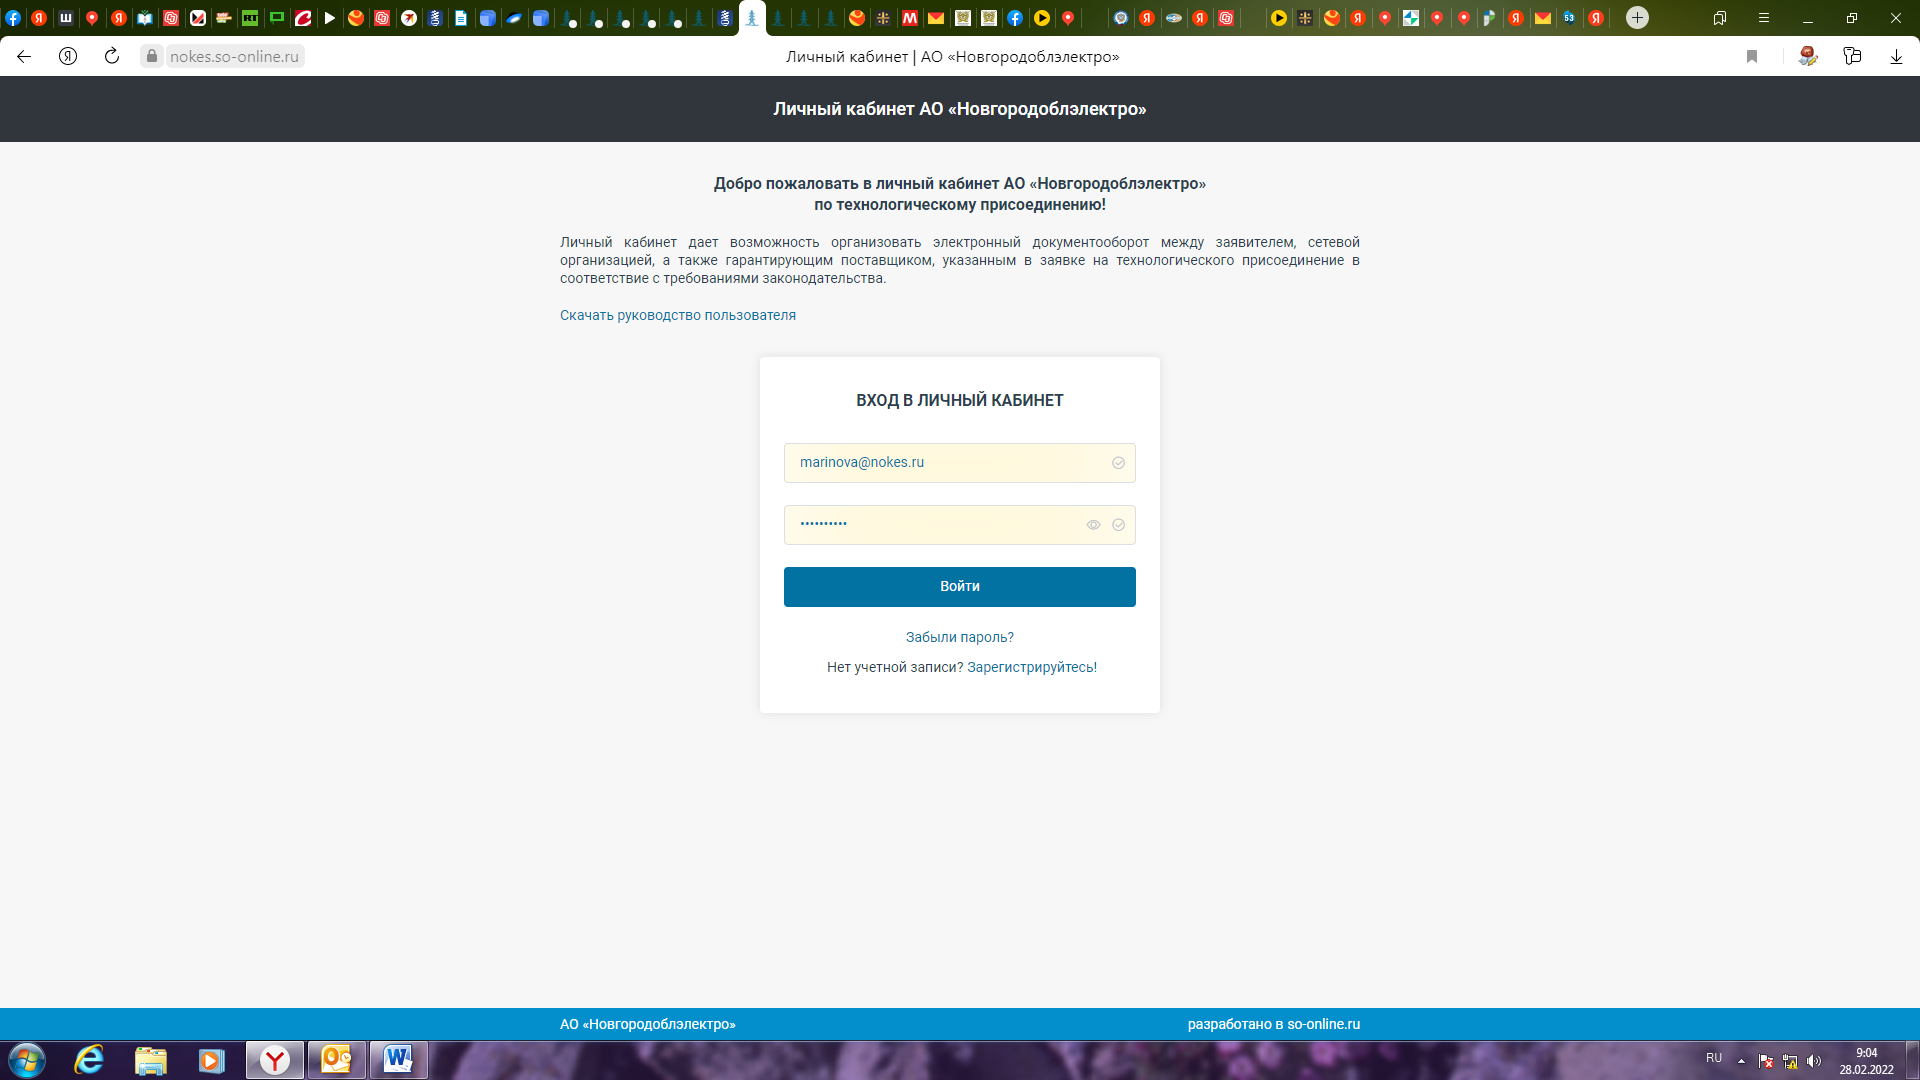 nokes.so-online.ru
Личный кабинет | АО «Новгородоблэлектро»
Личный кабинет АО «Новгородоблэлектро»
Добро пожаловать в личный кабинет АО «Новгородоблэлектро»
по технологическому присоединению!
Личный кабинет дает возможность организовать электронный документооборот между заявителем, сетевой
организацией, а также гарантирующим поставщиком, указанным в заявке на технологического присоединение в
соответствие с требованиями законодательства.
Скачать руководство пользователя
ВХОД В ЛИЧНЫЙ КАБИНЕТ
marinova@nokes.ru
••••••••••
Войти
Забыли пароль?
Нет учетной записи? Зарегистрируйтесь!
АО «Новгородоблэлектро»
разработано в so-online.ru
RU
9:04
28.02.2022